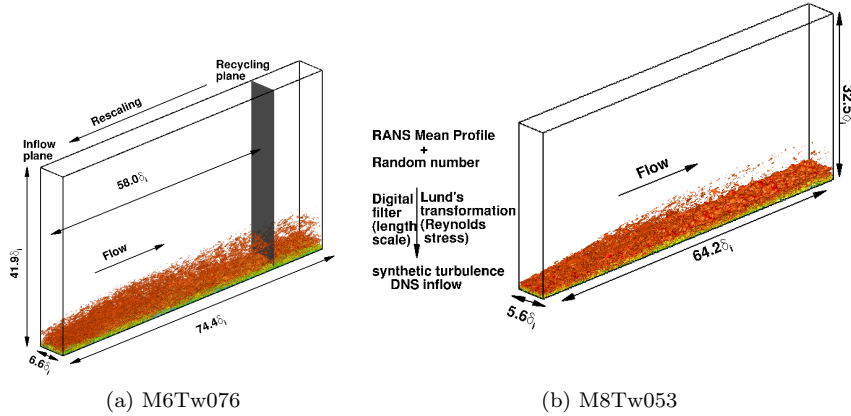 Recycling
plane
Rescaling
Inflow
plane
58.0δi
Flow
41.9δi
74.4δi
6.6δi
(a) M6Tw076
RANS Mean Profile
+
Random number
Digital
filter
(length
scale)
Lund's
transformation
(Reynolds
stress)
synthetic turbulence
DNS inflow
Flow
32.5δi
64.2δi
5.6δi
(b) M8Tw053